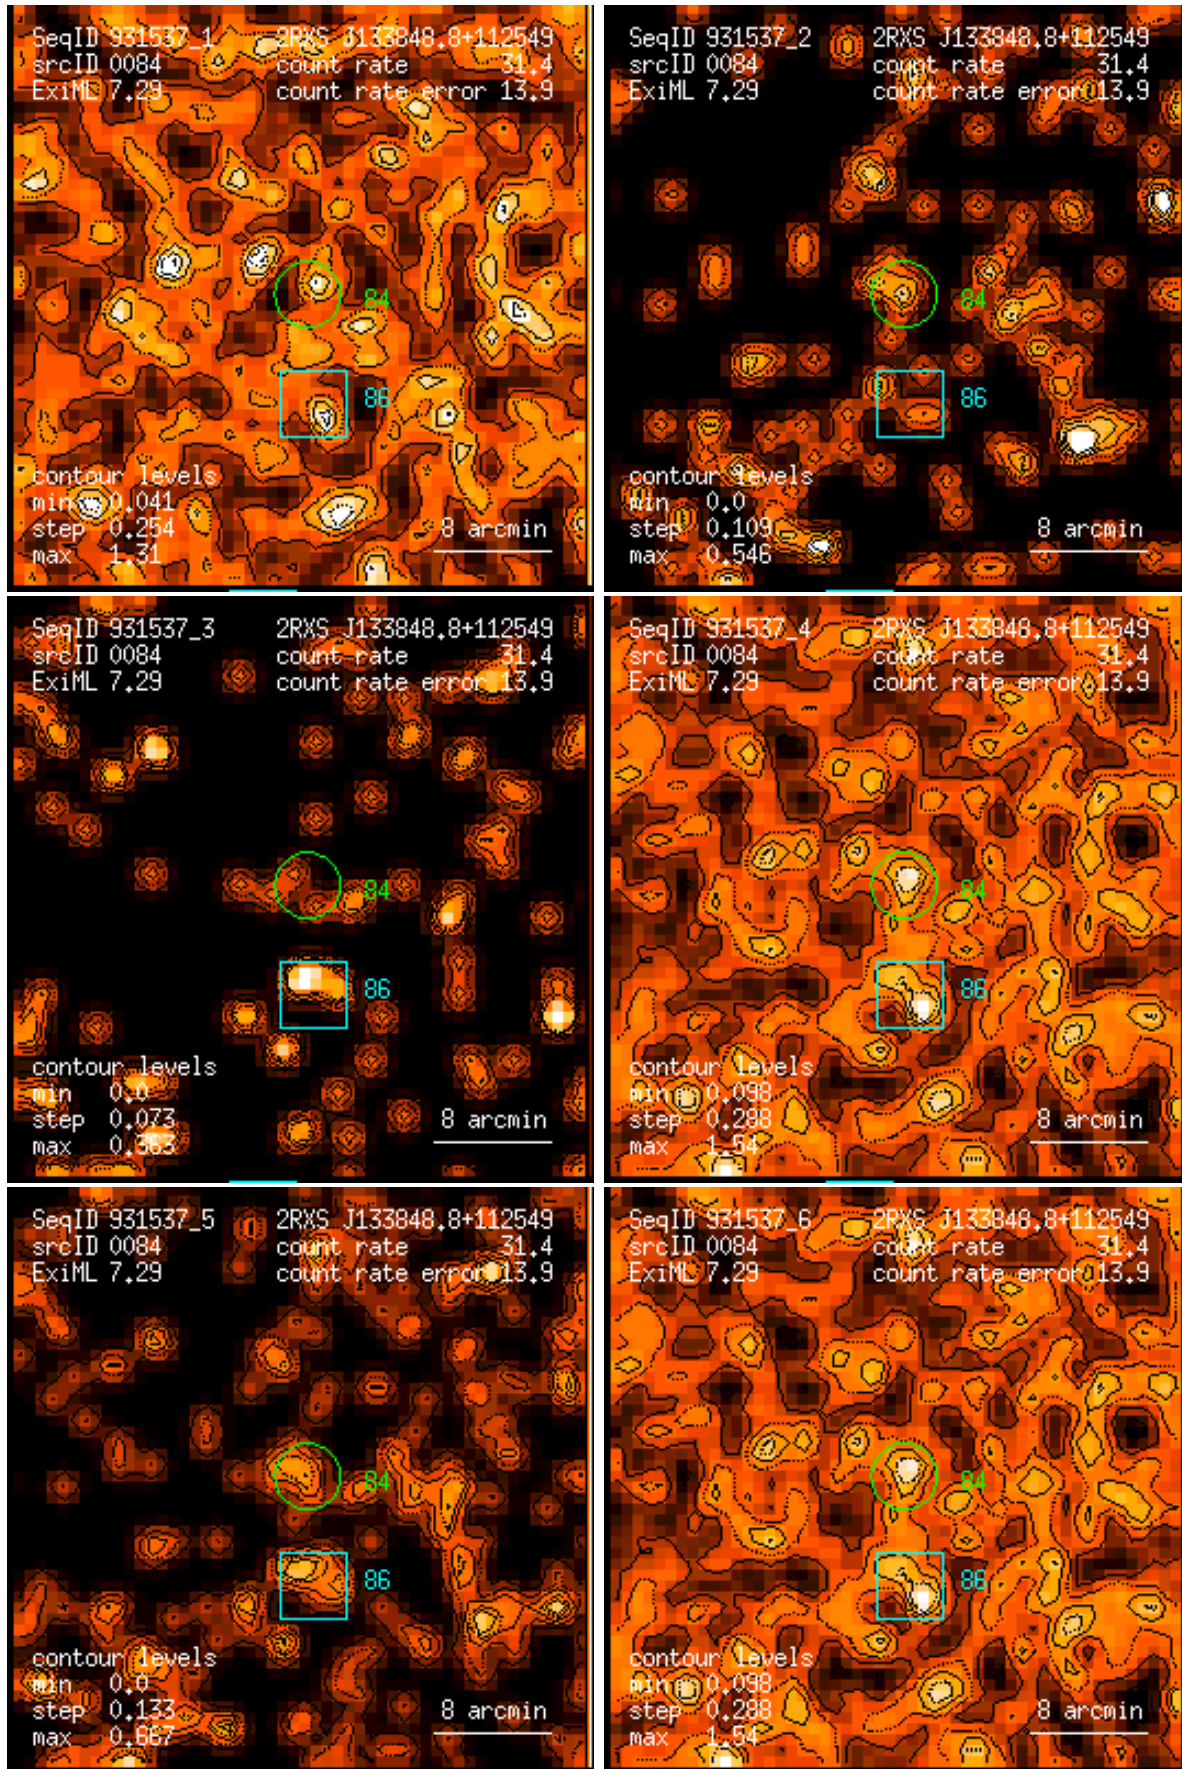 SeqID 931537_1 2RXS J133848.8+112549
srcID 0084 count rate 31.4
ExiML 7.29 count rate error 13.9
84
86
contour levels
min 0.041
step 0.254 8 arcmin
max 1.31
SeqID 931537_2 2RXS J133848.8+112549
srcID 0084 count rate 31.4
ExiML 7.29 count rate error 13.9
84
86
contour levels
min 0.0
step 0.109 8 arcmin
max 0.546
SeqID 931537_3 2RXS J133848.8+112549
srcID 0084 count rate 31.4
ExiML 7.29 count rate error 13.9
84
86
contour levels
min 0.0
step 0.073 8 arcmin
max 0.363
SeqID 931537_4 2RXS J133848.8+112549
srcID 0084 count rate 31.4
ExiML 7.29 count rate error 13.9
84
86
contour levels
min 0.098
step 0.288 8 arcmin
max 1.54
SeqID 931537_5 2RXS J133848.8+112549
srcID 0084 count rate 31.4
ExiML 7.29 count rate error 13.9
84
86
contour levels
min 0.0
step 0.133 8 arcmin
max 0.667
SeqID 931537_6 2RXS J133848.8+112549
srcID 0084 count rate 31.4
ExiML 7.29 count rate error 13.9
84
86
contour levels
min 0.098
step 0.288 8 arcmin
max 1.54